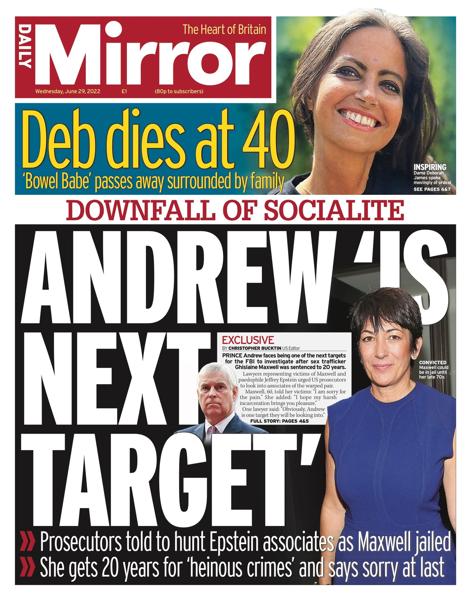 DAILY
Mirror
The Heart of Britain
Wednesday, June 29, 2022 £1 (80p to subscribers)
Deb dies at 40
'Bowel Babe' passes away surrounded by family
INSPIRING
Dame Deborah
James spoke
movingly of ordeal
SEE PAGES 6&7
DOWNFALL OF SOCIALITE
ANDREW 'IS
NEXT
TARGET'
EXCLUSIVE
BY CHRISTOPHER BUCKTIN US Editor
PRINCE Andrew faces being one of the next targets
for the FBI to investigate after sex trafficker
Ghislaine Maxwell was sentenced to 20 years.
Lawyers representing victims of Maxwell and
paedophile Jeffrey Epstein urged US prosecutors
to look into associates of the warped pair.
Maxwell, 60, told her victims: "I am sorry for
the pain." She added: "I hope my harsh
incarceration brings you pleasure."
One lawyer said: "Obviously, Andrew
is one target they will be looking into."
FULL STORY: PAGES 4&5
CONVICTED
Maxwell could
be in jail until
her late 70s
» Prosecutors told to hunt Epstein associates as Maxwell jailed
» She gets 20 years for 'heinous crimes' and says sorry at last